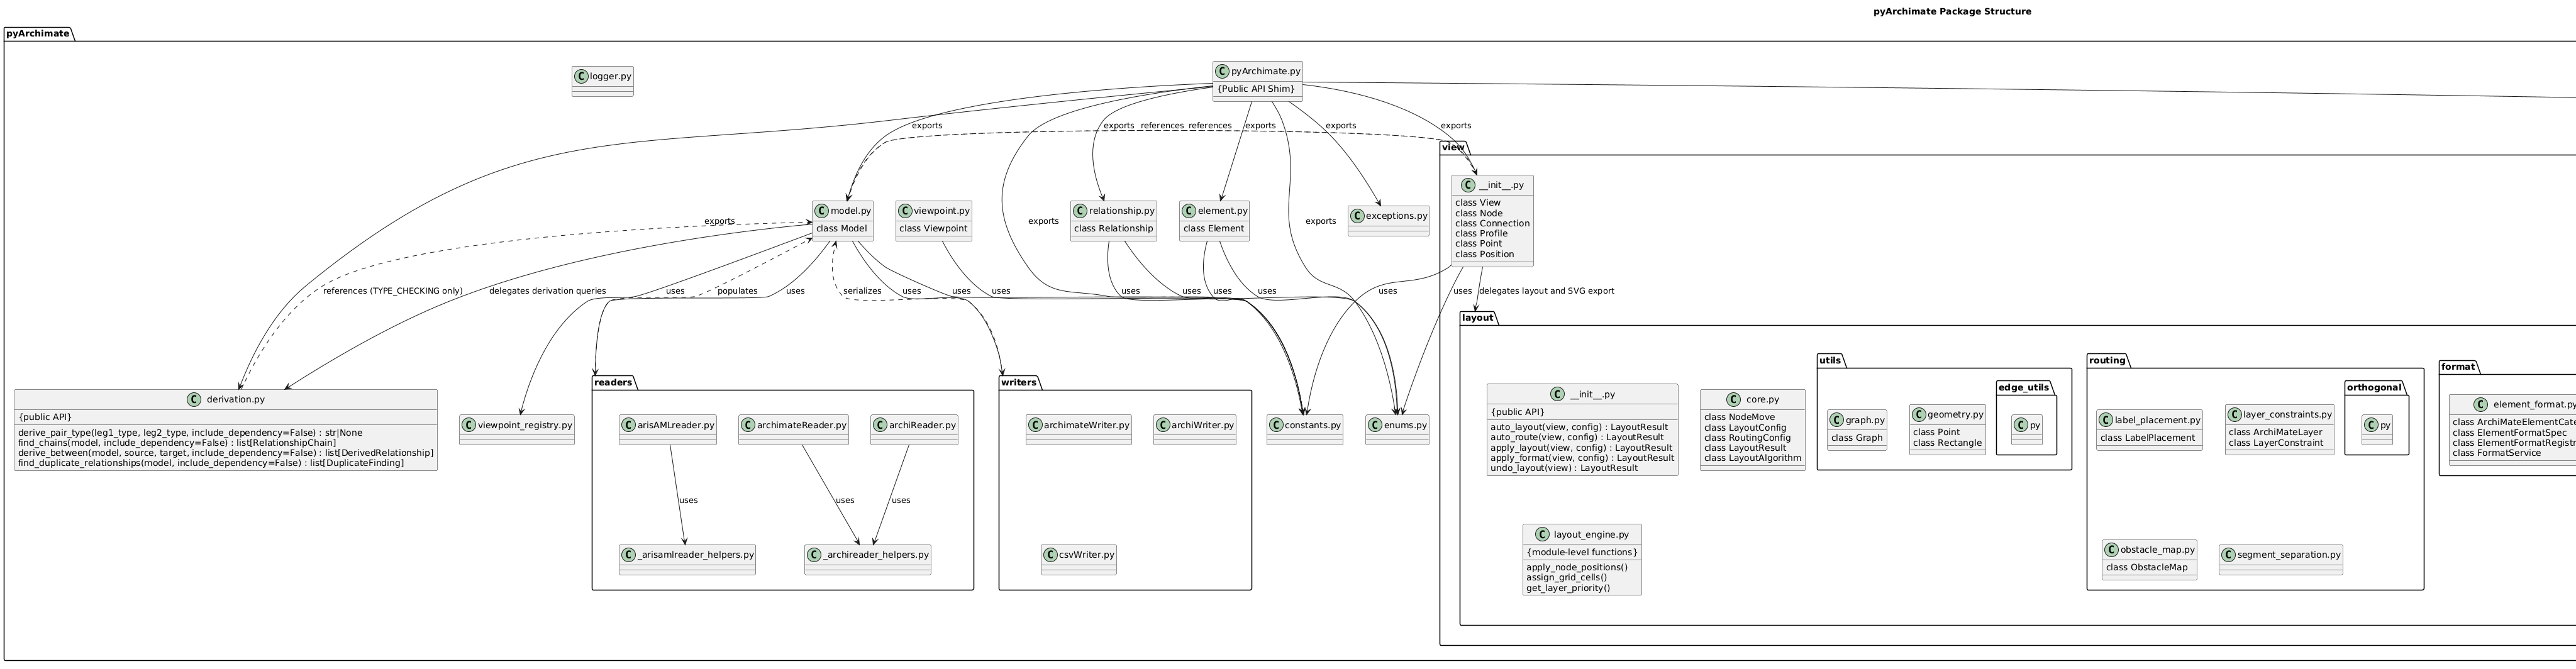 pyArchimate Package Structure
pyArchimate
C logger.py
C pyArchimate.py
{Public API Shim}
exports
exports
references
references
exports
exports
exports
view
C __init__.py
class View
class Node
class Connection
class Profile
class Point
class Position
C model.py
class Model
C viewpoint.py
class Viewpoint
C relationship.py
class Relationship
C element.py
class Element
C exceptions.py
exports
exports
exports
references (TYPE_CHECKING only)
delegates derivation queries
uses
populates
uses
serializes
uses
uses
uses
uses
uses
uses
uses
uses
uses
delegates layout and SVG export
C derivation.py
{public API}
derive_pair_type(leg1_type, leg2_type, include_dependency=False) : str|None
find_chains(model, include_dependency=False) : list[RelationshipChain]
derive_between(model, source, target, include_dependency=False) : list[DerivedRelationship]
find_duplicate_relationships(model, include_dependency=False) : list[DuplicateFinding]
C viewpoint_registry.py
readers
C arisAMLreader.py
C archimateReader.py
C archiReader.py
uses
uses
uses
C _arisamlreader_helpers.py
C _archireader_helpers.py
writers
C archimateWriter.py
C archiWriter.py
C csvWriter.py
C constants.py
C enums.py
layout
C __init__.py
{public API}
auto_layout(view, config) : LayoutResult
auto_route(view, config) : LayoutResult
apply_layout(view, config) : LayoutResult
apply_format(view, config) : LayoutResult
undo_layout(view) : LayoutResult
C core.py
class NodeMove
class LayoutConfig
class RoutingConfig
class LayoutResult
class LayoutAlgorithm
C layout_engine.py
{module-level functions}
apply_node_positions()
assign_grid_cells()
get_layer_priority()
utils
C graph.py
class Graph
C geometry.py
class Point
class Rectangle
edge_utils
C py
routing
C label_placement.py
class LabelPlacement
C layer_constraints.py
class ArchiMateLayer
class LayerConstraint
orthogonal
C py
C obstacle_map.py
class ObstacleMap
C segment_separation.py
format
C element_format.py
class ArchiMateElementCate
class ElementFormatSpec
class ElementFormatRegistr
class FormatService